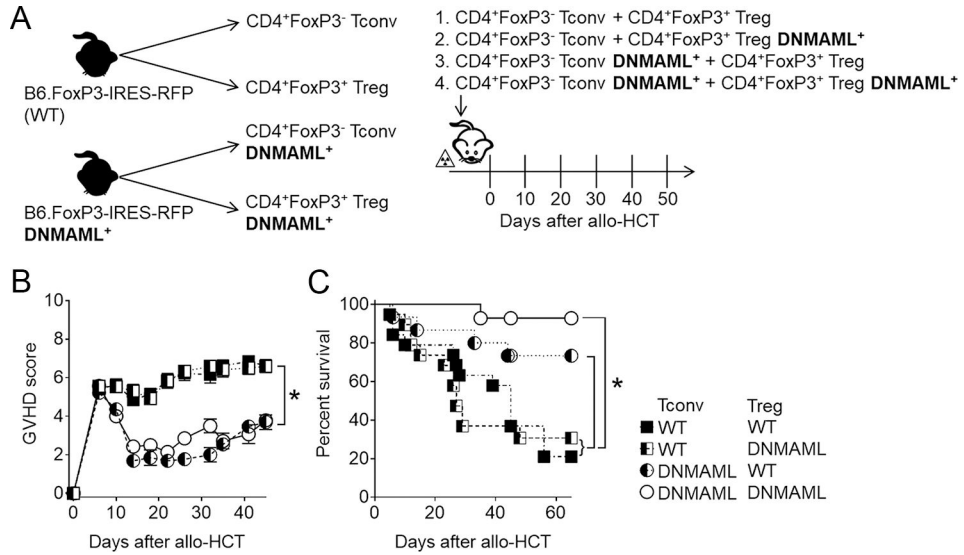 A
CD4⁺FoxP3⁻ Tconv
CD4⁺FoxP3⁺ Treg
B6.FoxP3-IRES-RFP
(WT)
CD4⁺FoxP3⁻ Tconv
DNMAML⁺
CD4⁺FoxP3⁺ Treg
DNMAML⁺
B6.FoxP3-IRES-RFP
DNMAML⁺
1. CD4⁺FoxP3⁻ Tconv + CD4⁺FoxP3⁺ Treg
2. CD4⁺FoxP3⁻ Tconv + CD4⁺FoxP3⁺ Treg DNMAML⁺
3. CD4⁺FoxP3⁻ Tconv DNMAML⁺ + CD4⁺FoxP3⁺ Treg
4. CD4⁺FoxP3⁻ Tconv DNMAML⁺ + CD4⁺FoxP3⁺ Treg DNMAML⁺
0 10 20 30 40 50
Days after allo-HCT
B
GVHD score
10
8
6
4
2
0
0 10 20 30 40
Days after allo-HCT
*
C
Percent survival
100
80
60
40
20
0
0 20 40 60
Days after allo-HCT
*
Tconv Treg
WT WT
WT DNMAML
DNMAML WT
DNMAML DNMAML